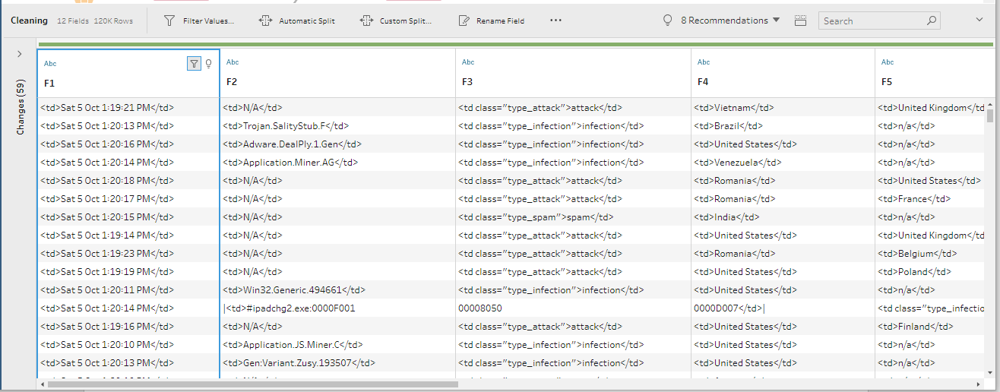 Cleaning 12 Fields 120K Rows Filter Values... Automatic Split Custom Split... Rename Field ... 8 Recommendations Search
Changes (59)
Abc Abc Abc Abc Abc
F1 F2 F3 F4 F5
<td>Sat 5 Oct 1:19:21 PM</td> <td>N/A</td> <td class="type_attack">attack</td> <td>Vietnam</td> <td>United Kingdom</td
<td>Sat 5 Oct 1:20:13 PM</td> <td>Trojan.SalityStub.F</td> <td class="type_infection">infection</td> <td>Brazil</td> <td>n/a</td>
<td>Sat 5 Oct 1:20:16 PM</td> <td>Adware.DealPly.1.Gen</td> <td class="type_infection">infection</td> <td>United States</td> <td>n/a</td>
<td>Sat 5 Oct 1:20:14 PM</td> <td>Application.Miner.AG</td> <td class="type_infection">infection</td> <td>Venezuela</td> <td>n/a</td>
<td>Sat 5 Oct 1:20:18 PM</td> <td>N/A</td> <td class="type_attack">attack</td> <td>Romania</td> <td>United States</td>
<td>Sat 5 Oct 1:20:17 PM</td> <td>N/A</td> <td class="type_attack">attack</td> <td>Romania</td> <td>France</td>
<td>Sat 5 Oct 1:20:15 PM</td> <td>N/A</td> <td class="type_spam">spam</td> <td>India</td> <td>n/a</td>
<td>Sat 5 Oct 1:19:14 PM</td> <td>N/A</td> <td class="type_attack">attack</td> <td>United States</td> <td>United Kingdom</td
<td>Sat 5 Oct 1:19:23 PM</td> <td>N/A</td> <td class="type_attack">attack</td> <td>Romania</td> <td>Belgium</td>
<td>Sat 5 Oct 1:19:19 PM</td> <td>N/A</td> <td class="type_attack">attack</td> <td>United States</td> <td>Poland</td>
<td>Sat 5 Oct 1:20:11 PM</td> <td>Win32.Generic.494661</td> <td class="type_infection">infection</td> <td>United States</td> <td>n/a</td>
<td>Sat 5 Oct 1:20:14 PM</td> |<td>#ipadchg2.exe:0000F001 00008050 0000D007</td>| <td class="type_infectio
<td>Sat 5 Oct 1:19:16 PM</td> <td>N/A</td> <td class="type_attack">attack</td> <td>United States</td> <td>Finland</td>
<td>Sat 5 Oct 1:20:10 PM</td> <td>Application.JS.Miner.C</td> <td class="type_infection">infection</td> <td>United States</td> <td>n/a</td>
<td>Sat 5 Oct 1:20:13 PM</td> <td>Gen:Variant.Zusy.193507</td> <td class="type_infection">infection</td> <td>United States</td> <td>n/a</td>